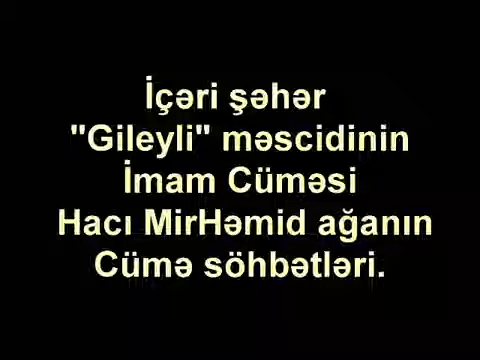 İçəri şəhər
"Gileyli" məscidinin
İmam Cüməsi
Hacı MirHəmid ağanın
Cümə söhbətləri.